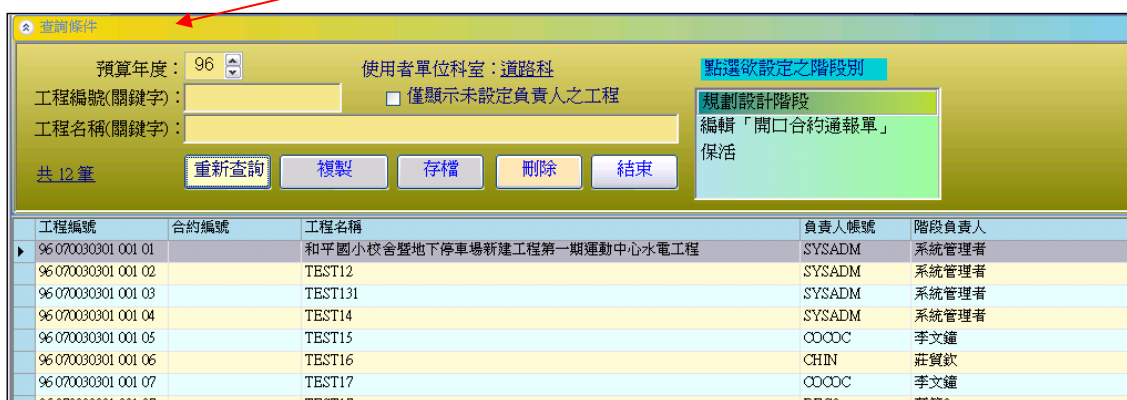 查詢條件
預算年度： 96 使用者單位科室：道路科 點選欲設定之階段別
工程編號(關鍵字)： 僅顯示未設定負責人之工程 規劃設計階段
工程名稱(關鍵字)： 編輯「開口合約通報單」
保活
共 12 筆 重新查詢 複製 存檔 刪除 結束
工程編號 合約編號 工程名稱 負責人帳號 階段負責人
96 070030301 001 01 和平國小校舍暨地下停車場新建工程第一期運動中心水電工程 SYSADM 系統管理者
96 070030301 001 02 TEST12 SYSADM 系統管理者
96 070030301 001 03 TEST131 SYSADM 系統管理者
96 070030301 001 04 TEST14 SYSADM 系統管理者
96 070030301 001 05 TEST15 COCOC 李文鐘
96 070030301 001 06 TEST16 CHIN 莊貿欽
96 070030301 001 07 TEST17 COCOC 李文鐘